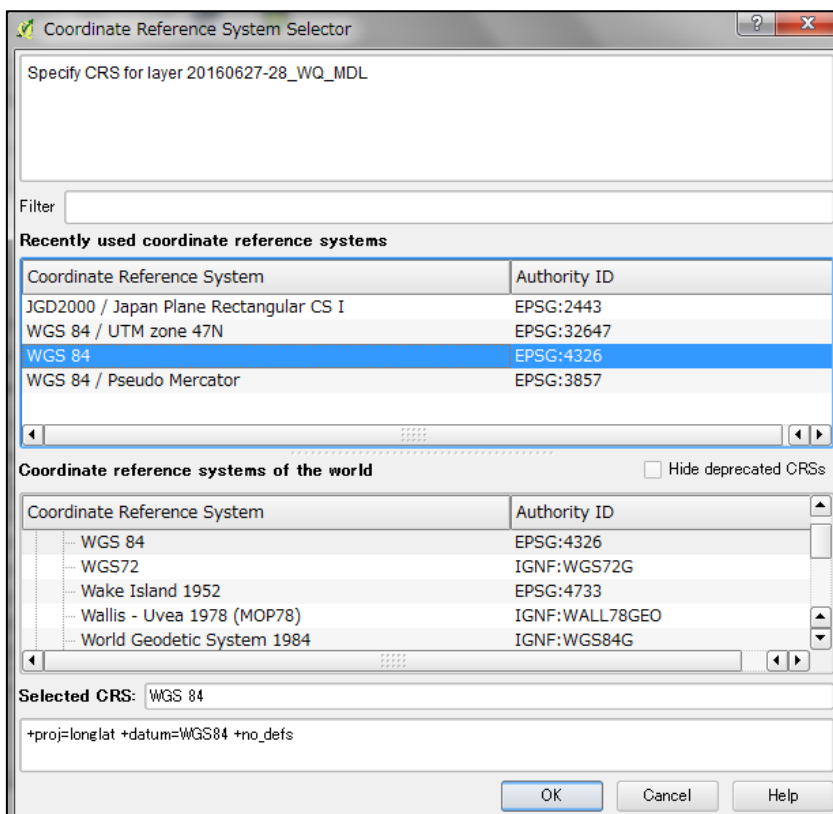 Coordinate Reference System Selector
Specify CRS for layer 20160627-28_WQ_MDL
Filter
Recently used coordinate reference systems
Coordinate Reference System Authority ID
JGD2000 / Japan Plane Rectangular CS I EPSG:2443
WGS 84 / UTM zone 47N EPSG:32647
WGS 84 EPSG:4326
WGS 84 / Pseudo Mercator EPSG:3857
Coordinate reference systems of the world Hide deprecated CRSs
Coordinate Reference System Authority ID
WGS 84 EPSG:4326
WGS72 IGNF:WGS72G
Wake Island 1952 EPSG:4733
Wallis - Uvea 1978 (MOP78) IGNF:WALL78GEO
World Geodetic System 1984 IGNF:WGS84G
Selected CRS: WGS 84
+proj=longlat +datum=WGS84 +no_defs
OK Cancel Help